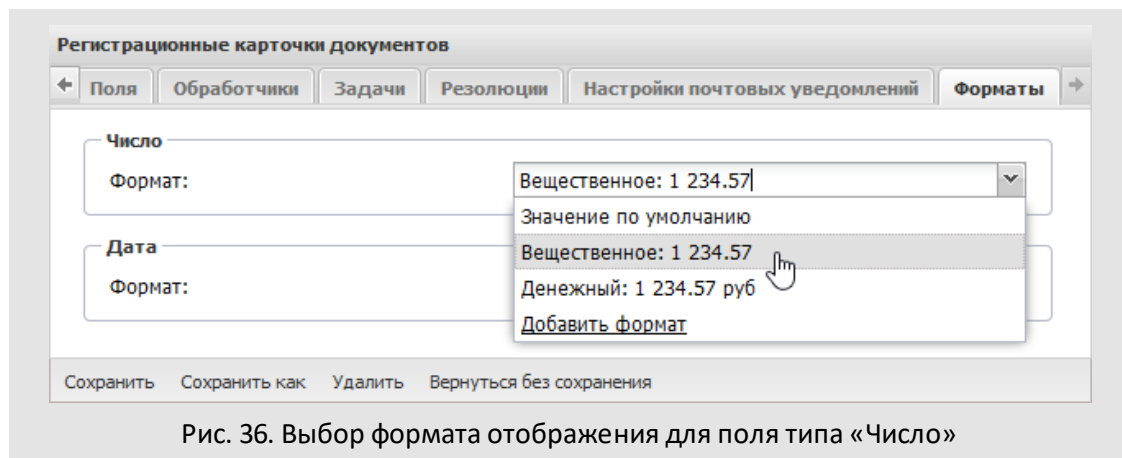 Регистрационные карточки документов
Поля Обработчики Задачи Резолюции Настройки почтовых уведомлений Форматы
Число
Формат: Вещественное: 1 234.57
Значение по умолчанию
Дата
Вещественное: 1 234.57
Формат: Денежный: 1 234.57 руб
Добавить формат
Сохранить Сохранить как Удалить Вернуться без сохранения
Рис. 36. Выбор формата отображения для поля типа «Число»